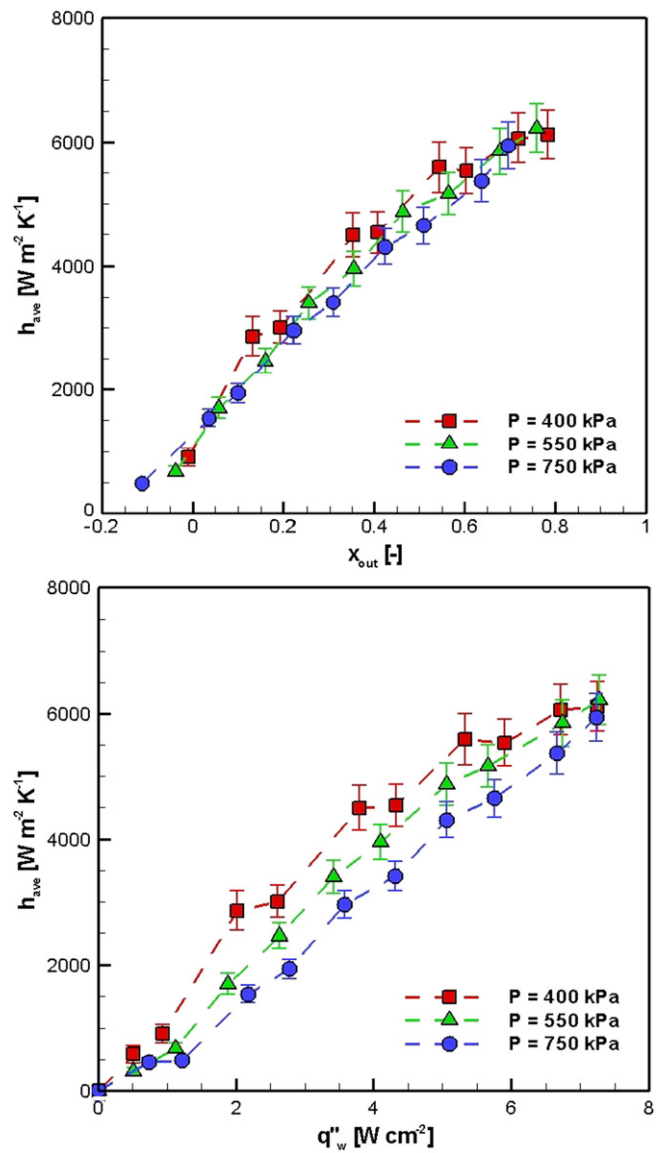 8000
6000
4000
2000
0
h_ave [W m^-2 K^-1]
P = 400 kPa
P = 550 kPa
P = 750 kPa
-0.2 0 0.2 0.4 0.6 0.8 1
x_out [-]
8000
6000
4000
2000
0
h_ave [W m^-2 K^-1]
P = 400 kPa
P = 550 kPa
P = 750 kPa
0 2 4 6 8
q"_w [W cm^-2]